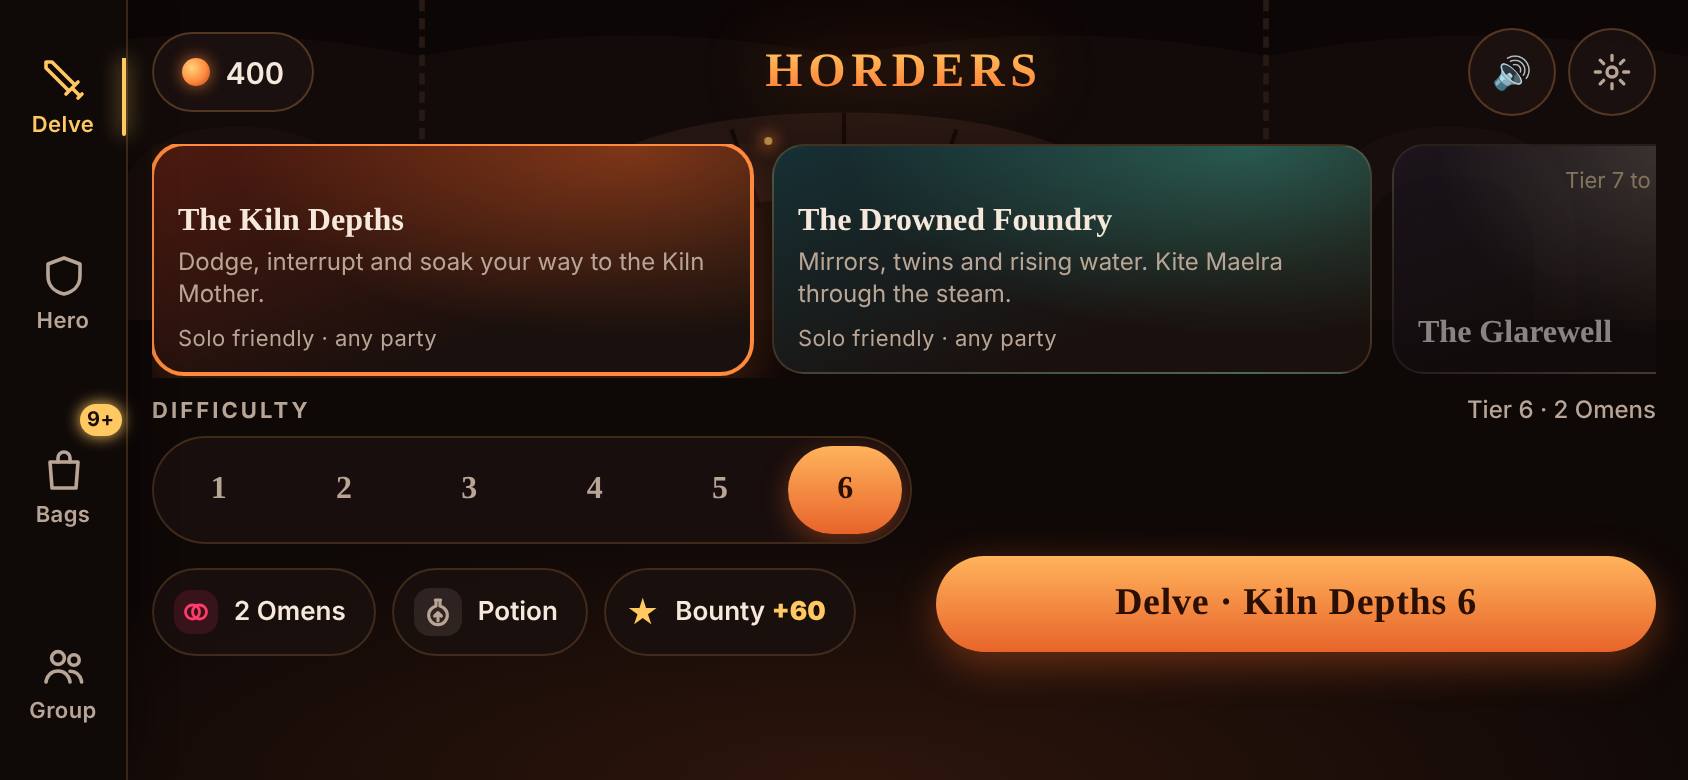 400
HORDERS
Delve
Hero
9+
Bags
Group
The Kiln Depths
Dodge, interrupt and soak your way to the Kiln
Mother.
Solo friendly · any party
The Drowned Foundry
Mirrors, twins and rising water. Kite Maelra
through the steam.
Solo friendly · any party
Tier 7 to
The Glarewell
DIFFICULTY
Tier 6 · 2 Omens
1 2 3 4 5 6
2 Omens
Potion
Bounty +60
Delve · Kiln Depths 6